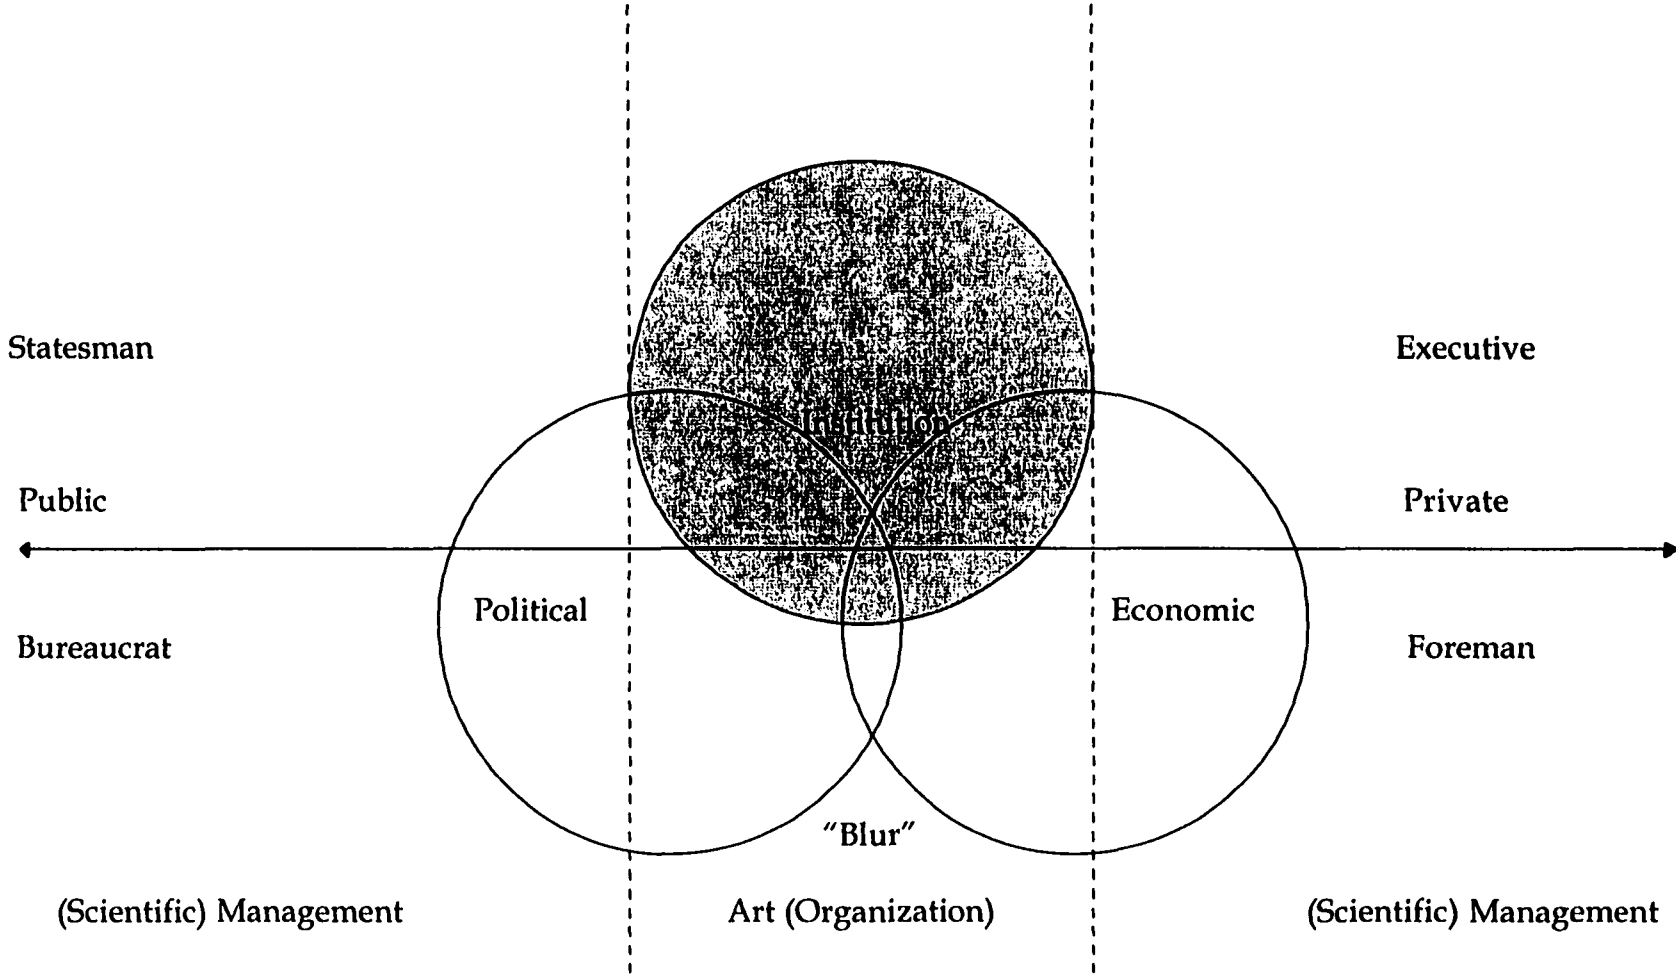 Statesman
Executive
Institution
Public
Private
Political
Economic
Bureaucrat
Foreman
“Blur”
(Scientific) Management
Art (Organization)
(Scientific) Management